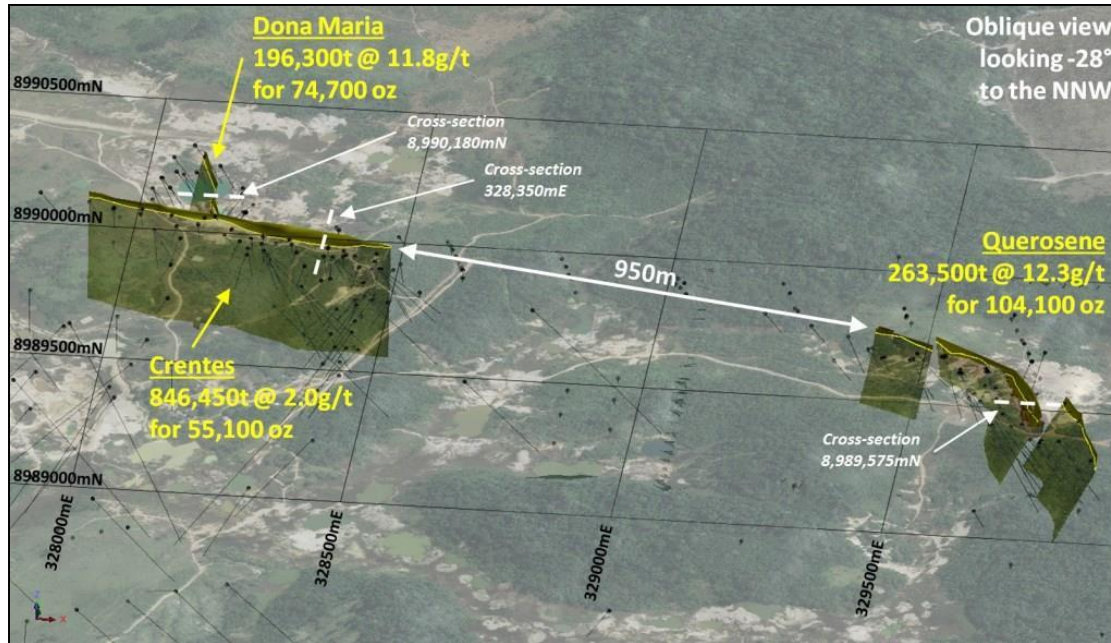 Dona Maria
196,300t @ 11.8g/t
for 74,700 oz
Oblique view
looking -28°
to the NNW
8990500mN
Cross-section
8,990,180mN
Cross-section
328,350mE
8990000mN
950m
Querosene
263,500t @ 12.3g/t
for 104,100 oz
8989500mN
Crentes
846,450t @ 2.0g/t
for 55,100 oz
Cross-section
8,989,575mN
8989000mN
328000mE
328500mE
329000mE
329500mE
Z
X